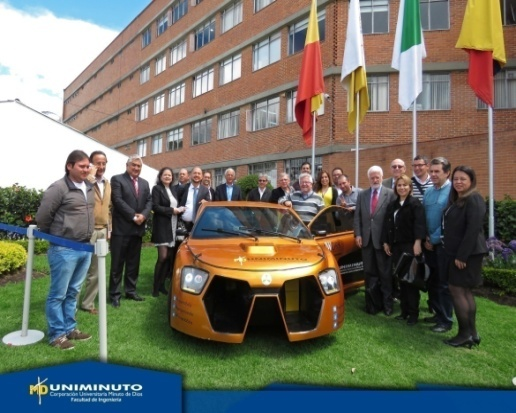 UNIMINUTO
Corporación Universitaria Minuto de Dios
Facultad de Ingeniería